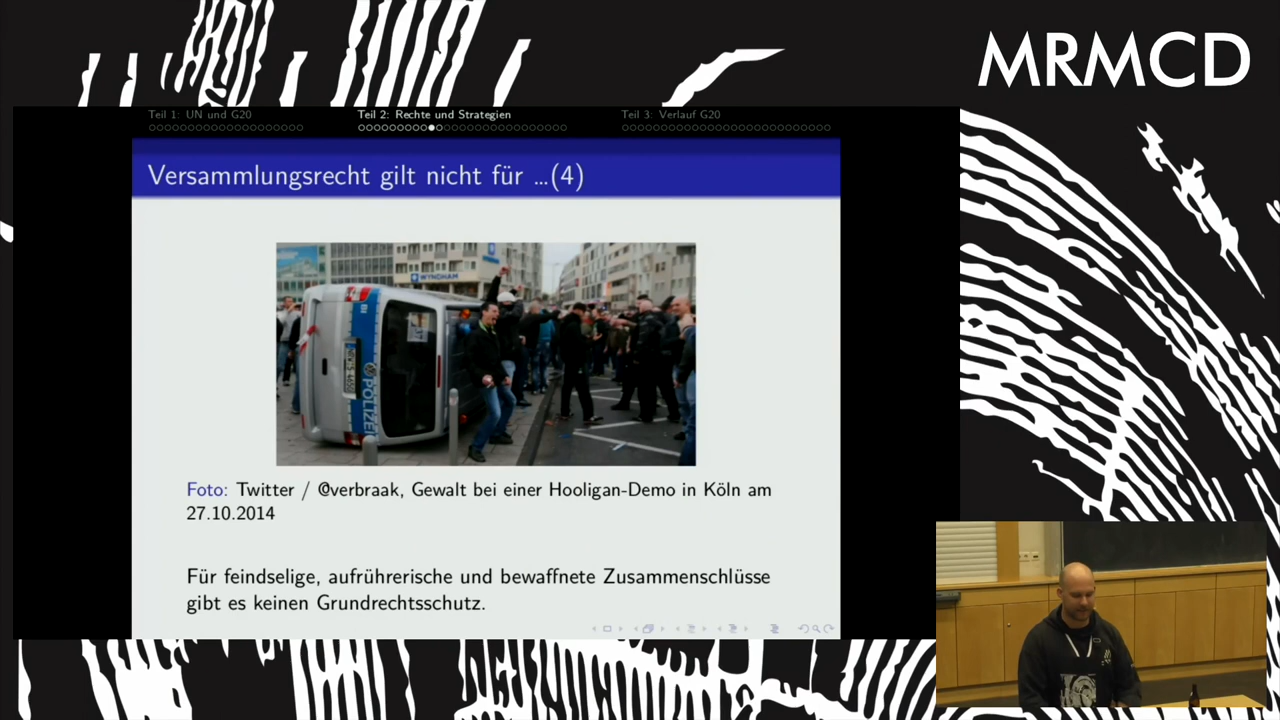 MRMCD
Teil 1: UN und G20
Teil 2: Rechte und Strategien
Teil 3: Verlauf G20
Versammlungsrecht gilt nicht für ...(4)
WYNDHAM
POLIZEI
Foto: Twitter / @verbraak, Gewalt bei einer Hooligan-Demo in Köln am
27.10.2014
Für feindselige, aufrührerische und bewaffnete Zusammenschlüsse
gibt es keinen Grundrechtsschutz.